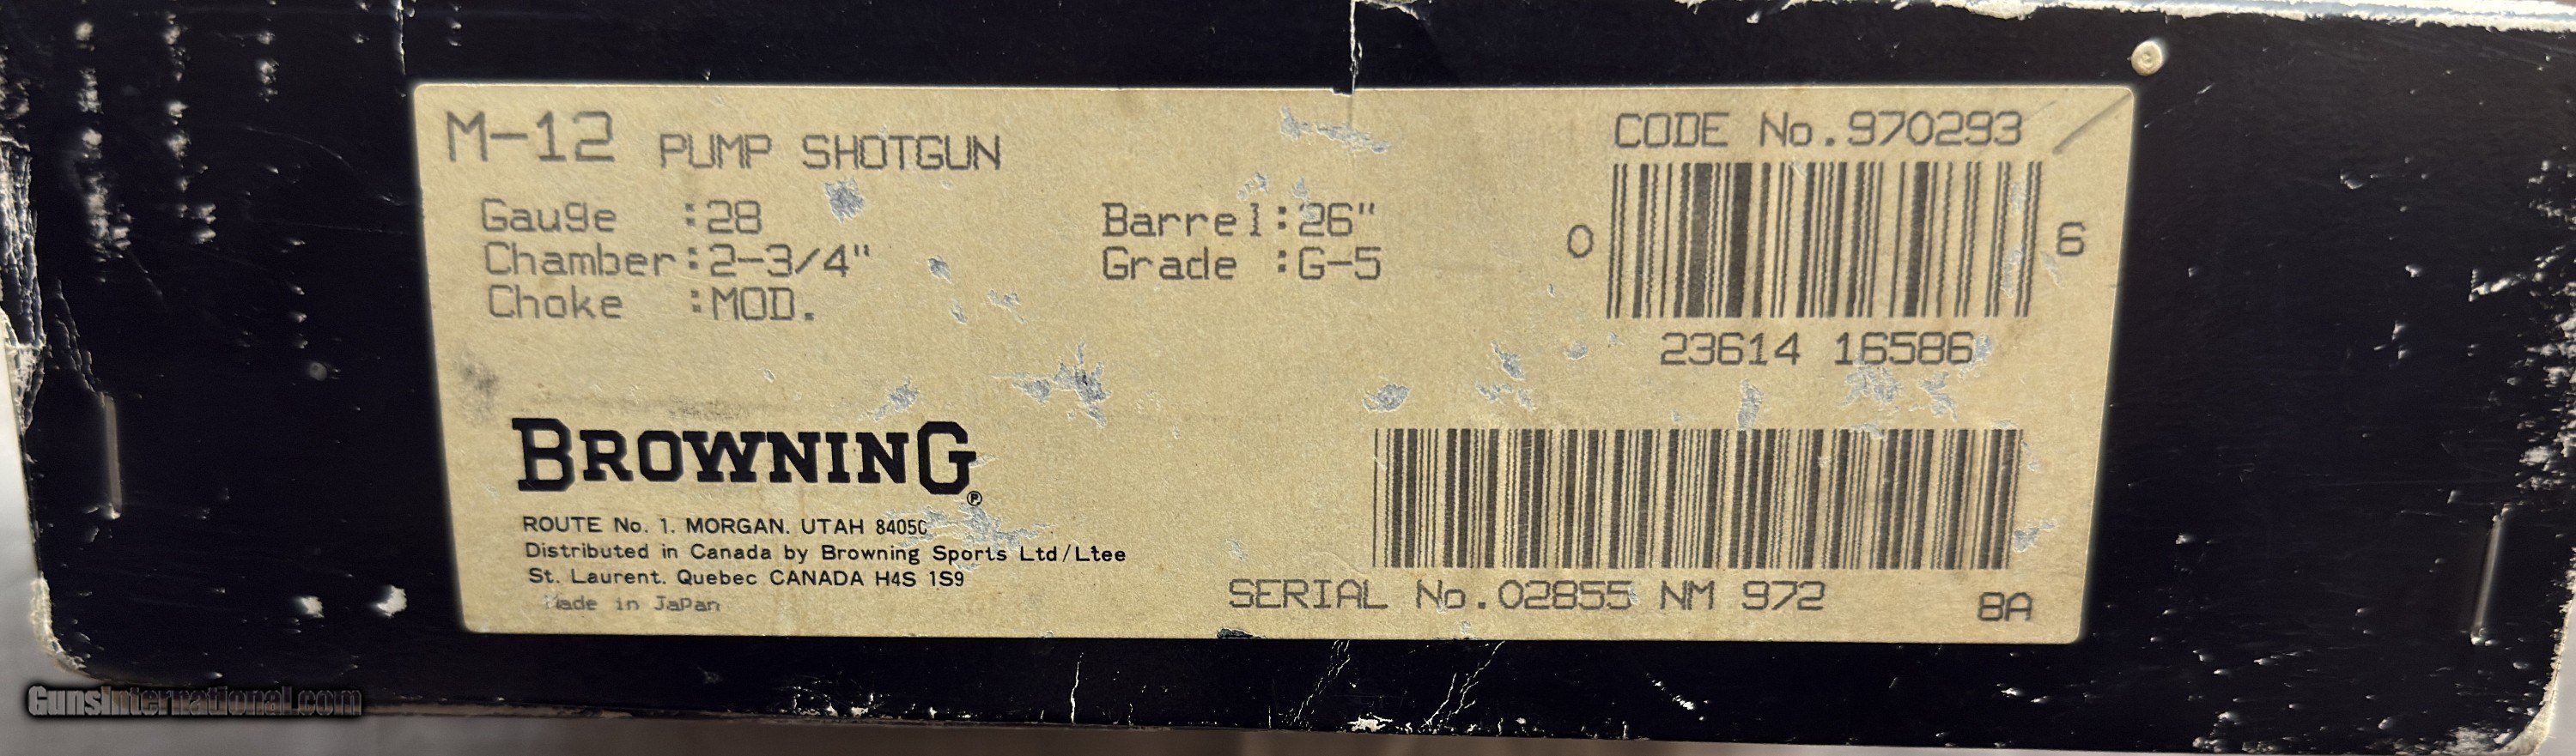 M-12 PUMP SHOTGUN
Gauge :28
Chamber:2-3/4"
Choke :MOD.
Barrel:26"
Grade :G-5
CODE No.970293
0 6
23614 16586
BROWNING®
ROUTE No. 1. MORGAN. UTAH 84050
Distributed in Canada by Browning Sports Ltd/Ltee
St. Laurent. Quebec CANADA H4S 1S9
Made in Japan
SERIAL No.02855 NM 972
8A
GunsInternational.com